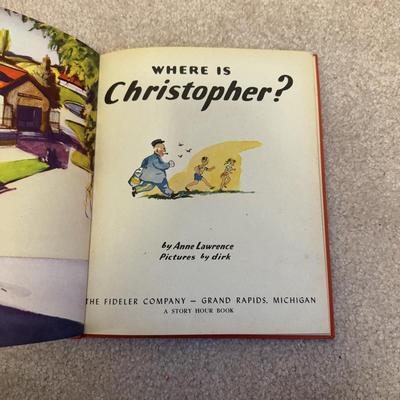 WHERE IS
Christopher?
by Anne Lawrence
Pictures by dirk
THE FIDELER COMPANY — GRAND RAPIDS, MICHIGAN
A STORY HOUR BOOK